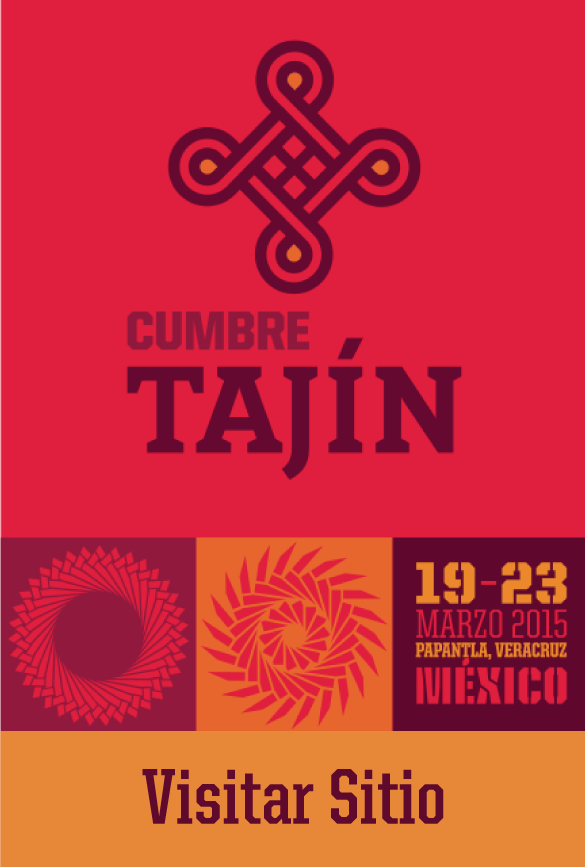 CUMBRE
TAJÍN
19-23
MARZO 2015
PAPANTLA, VERACRUZ
MÉXICO
Visitar Sitio